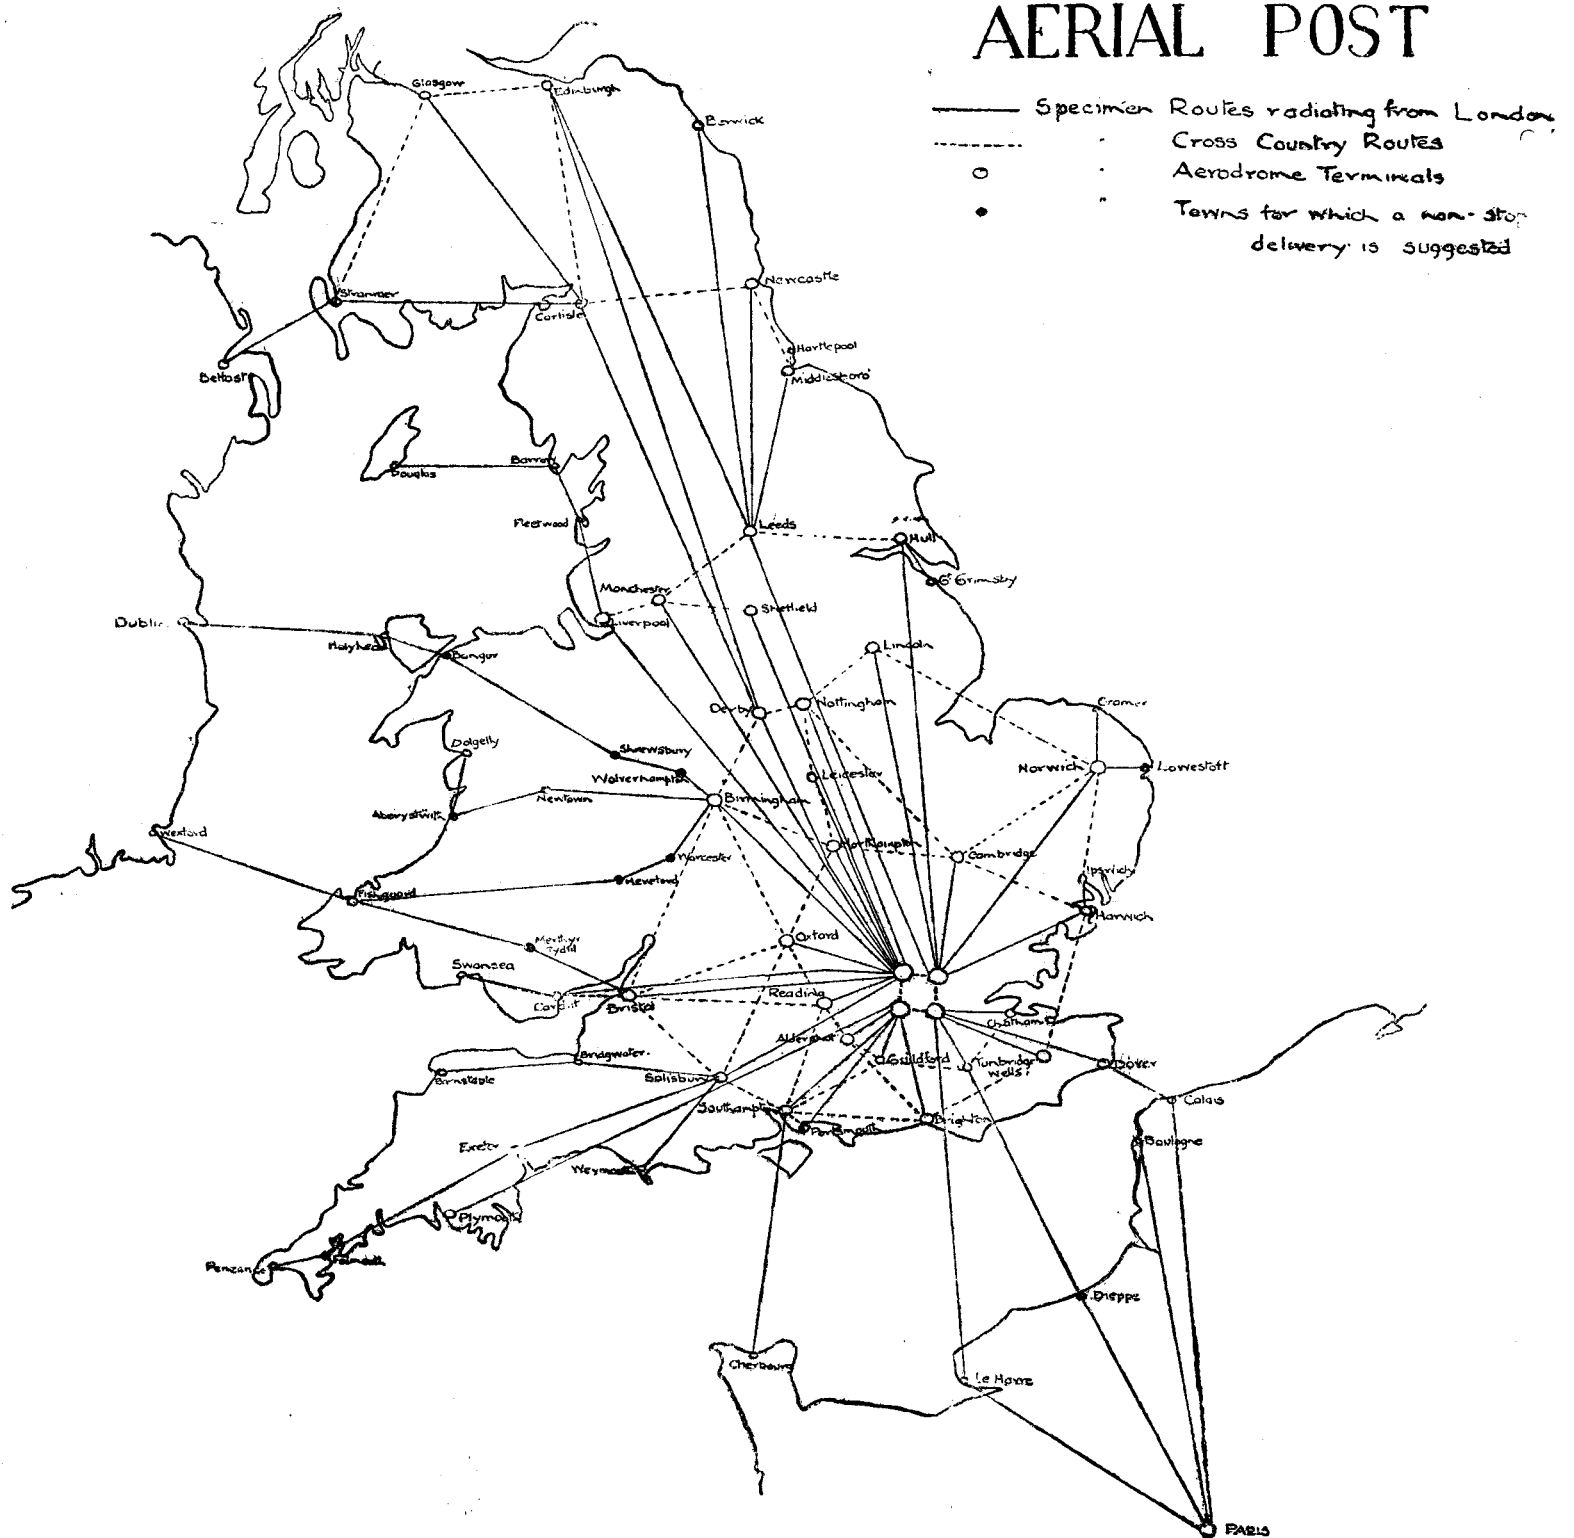 AERIAL POST
Specimen Routes radiating from London
Cross Country Routes
Aerodrome Terminals
Towns for which a non-stop
delivery is suggested
Glasgow
Edinburgh
Berwick
Newcastle
Stranraer
Carlisle
Hartlepool
Middlesboro'
Belfast
Barrow
Douglas
Fleetwood
Leeds
Hull
Gt Grimsby
Manchester
Sheffield
Liverpool
Dublin
Holyhead
Bangor
Lincoln
Derby
Nottingham
Cromer
Dolgelly
Shrewsbury
Wolverhampton
Leicester
Norwich
Lowestoft
Newtown
Birmingham
Aberystwith
Wexford
Northampton
Cambridge
Worcester
Hereford
Ipswich
Fishguard
Harwich
Merthyr
Tydfil
Oxford
Swansea
Cardiff
Bristol
Reading
Chatham
Aldershot
Guildford
Tunbridge
Wells
Dover
Bridgwater
Barnstaple
Salisbury
Calais
Southampton
Portsmouth
Brighton
Boulogne
Exeter
Weymouth
Plymouth
Penzance
Falmouth
Dieppe
Cherbourg
Le Havre
PARIS